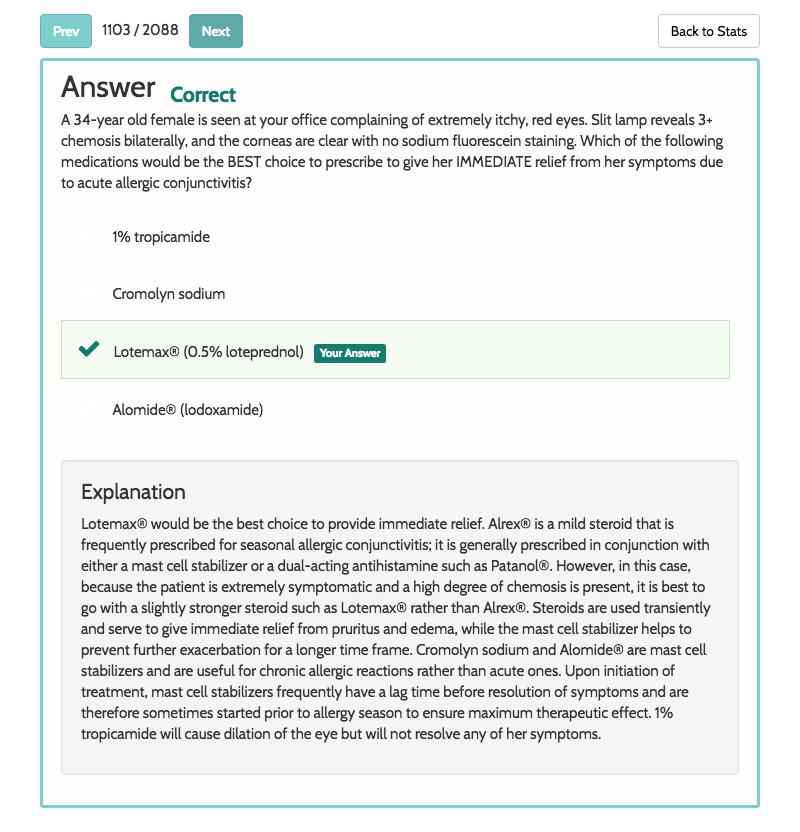 Prev 1103 / 2088 Next Back to Stats
Answer Correct
A 34-year old female is seen at your office complaining of extremely itchy, red eyes. Slit lamp reveals 3+
chemosis bilaterally, and the corneas are clear with no sodium fluorescein staining. Which of the following
medications would be the BEST choice to prescribe to give her IMMEDIATE relief from her symptoms due
to acute allergic conjunctivitis?
1% tropicamide
Cromolyn sodium
Lotemax® (0.5% loteprednol) Your Answer
Alomide® (lodoxamide)
Explanation
Lotemax® would be the best choice to provide immediate relief. Alrex® is a mild steroid that is
frequently prescribed for seasonal allergic conjunctivitis; it is generally prescribed in conjunction with
either a mast cell stabilizer or a dual-acting antihistamine such as Patanol®. However, in this case,
because the patient is extremely symptomatic and a high degree of chemosis is present, it is best to
go with a slightly stronger steroid such as Lotemax® rather than Alrex®. Steroids are used transiently
and serve to give immediate relief from pruritus and edema, while the mast cell stabilizer helps to
prevent further exacerbation for a longer time frame. Cromolyn sodium and Alomide® are mast cell
stabilizers and are useful for chronic allergic reactions rather than acute ones. Upon initiation of
treatment, mast cell stabilizers frequently have a lag time before resolution of symptoms and are
therefore sometimes started prior to allergy season to ensure maximum therapeutic effect. 1%
tropicamide will cause dilation of the eye but will not resolve any of her symptoms.